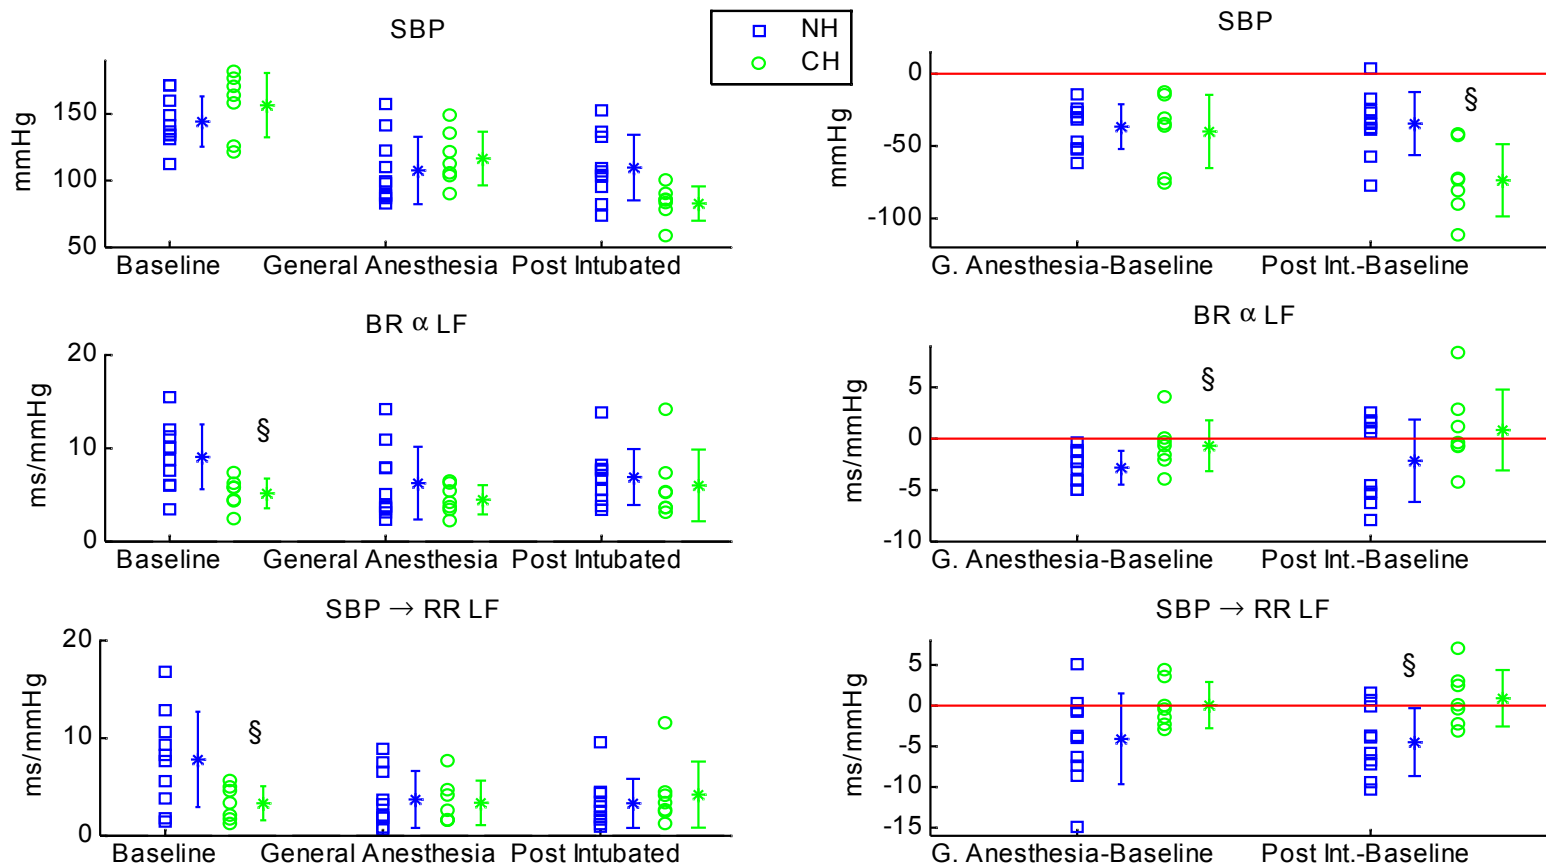 SBP
NH
CH
mmHg
150
100
50
Baseline General Anesthesia Post Intubated
SBP
mmHg
0
-50
-100
§
G. Anesthesia-Baseline Post Int.-Baseline
BR α LF
ms/mmHg
20
10
0
§
Baseline General Anesthesia Post Intubated
BR α LF
ms/mmHg
5
0
-5
-10
§
G. Anesthesia-Baseline Post Int.-Baseline
SBP → RR LF
ms/mmHg
20
10
0
§
Baseline General Anesthesia Post Intubated
SBP → RR LF
ms/mmHg
5
0
-5
-10
-15
§
G. Anesthesia-Baseline Post Int.-Baseline